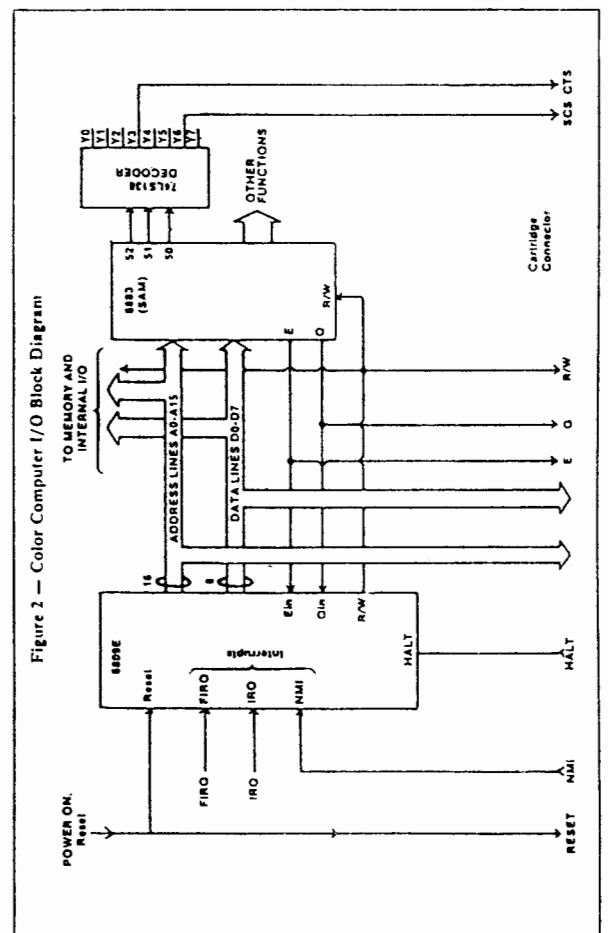 Figure 2 — Color Computer I/O Block Diagram
POWER ON,
Reset
TO MEMORY AND
INTERNAL I/O
6809E
Reset
FIRQ
FIRQ
IRQ
IRQ
NMI
Interrupts
HALT
16
8
Ein
Qin
R/W
ADDRESS LINES A0-A15
DATA LINES D0-D7
6883
(SAM)
E
Q
R/W
S2
S1
S0
OTHER
FUNCTIONS
74LS138
DECODER
Y0
Y1
Y2
Y3
Y4
Y5
Y6
Y7
RESET
NMI
HALT
E
Q
R/W
Cartridge
Connector
SCS
CTS